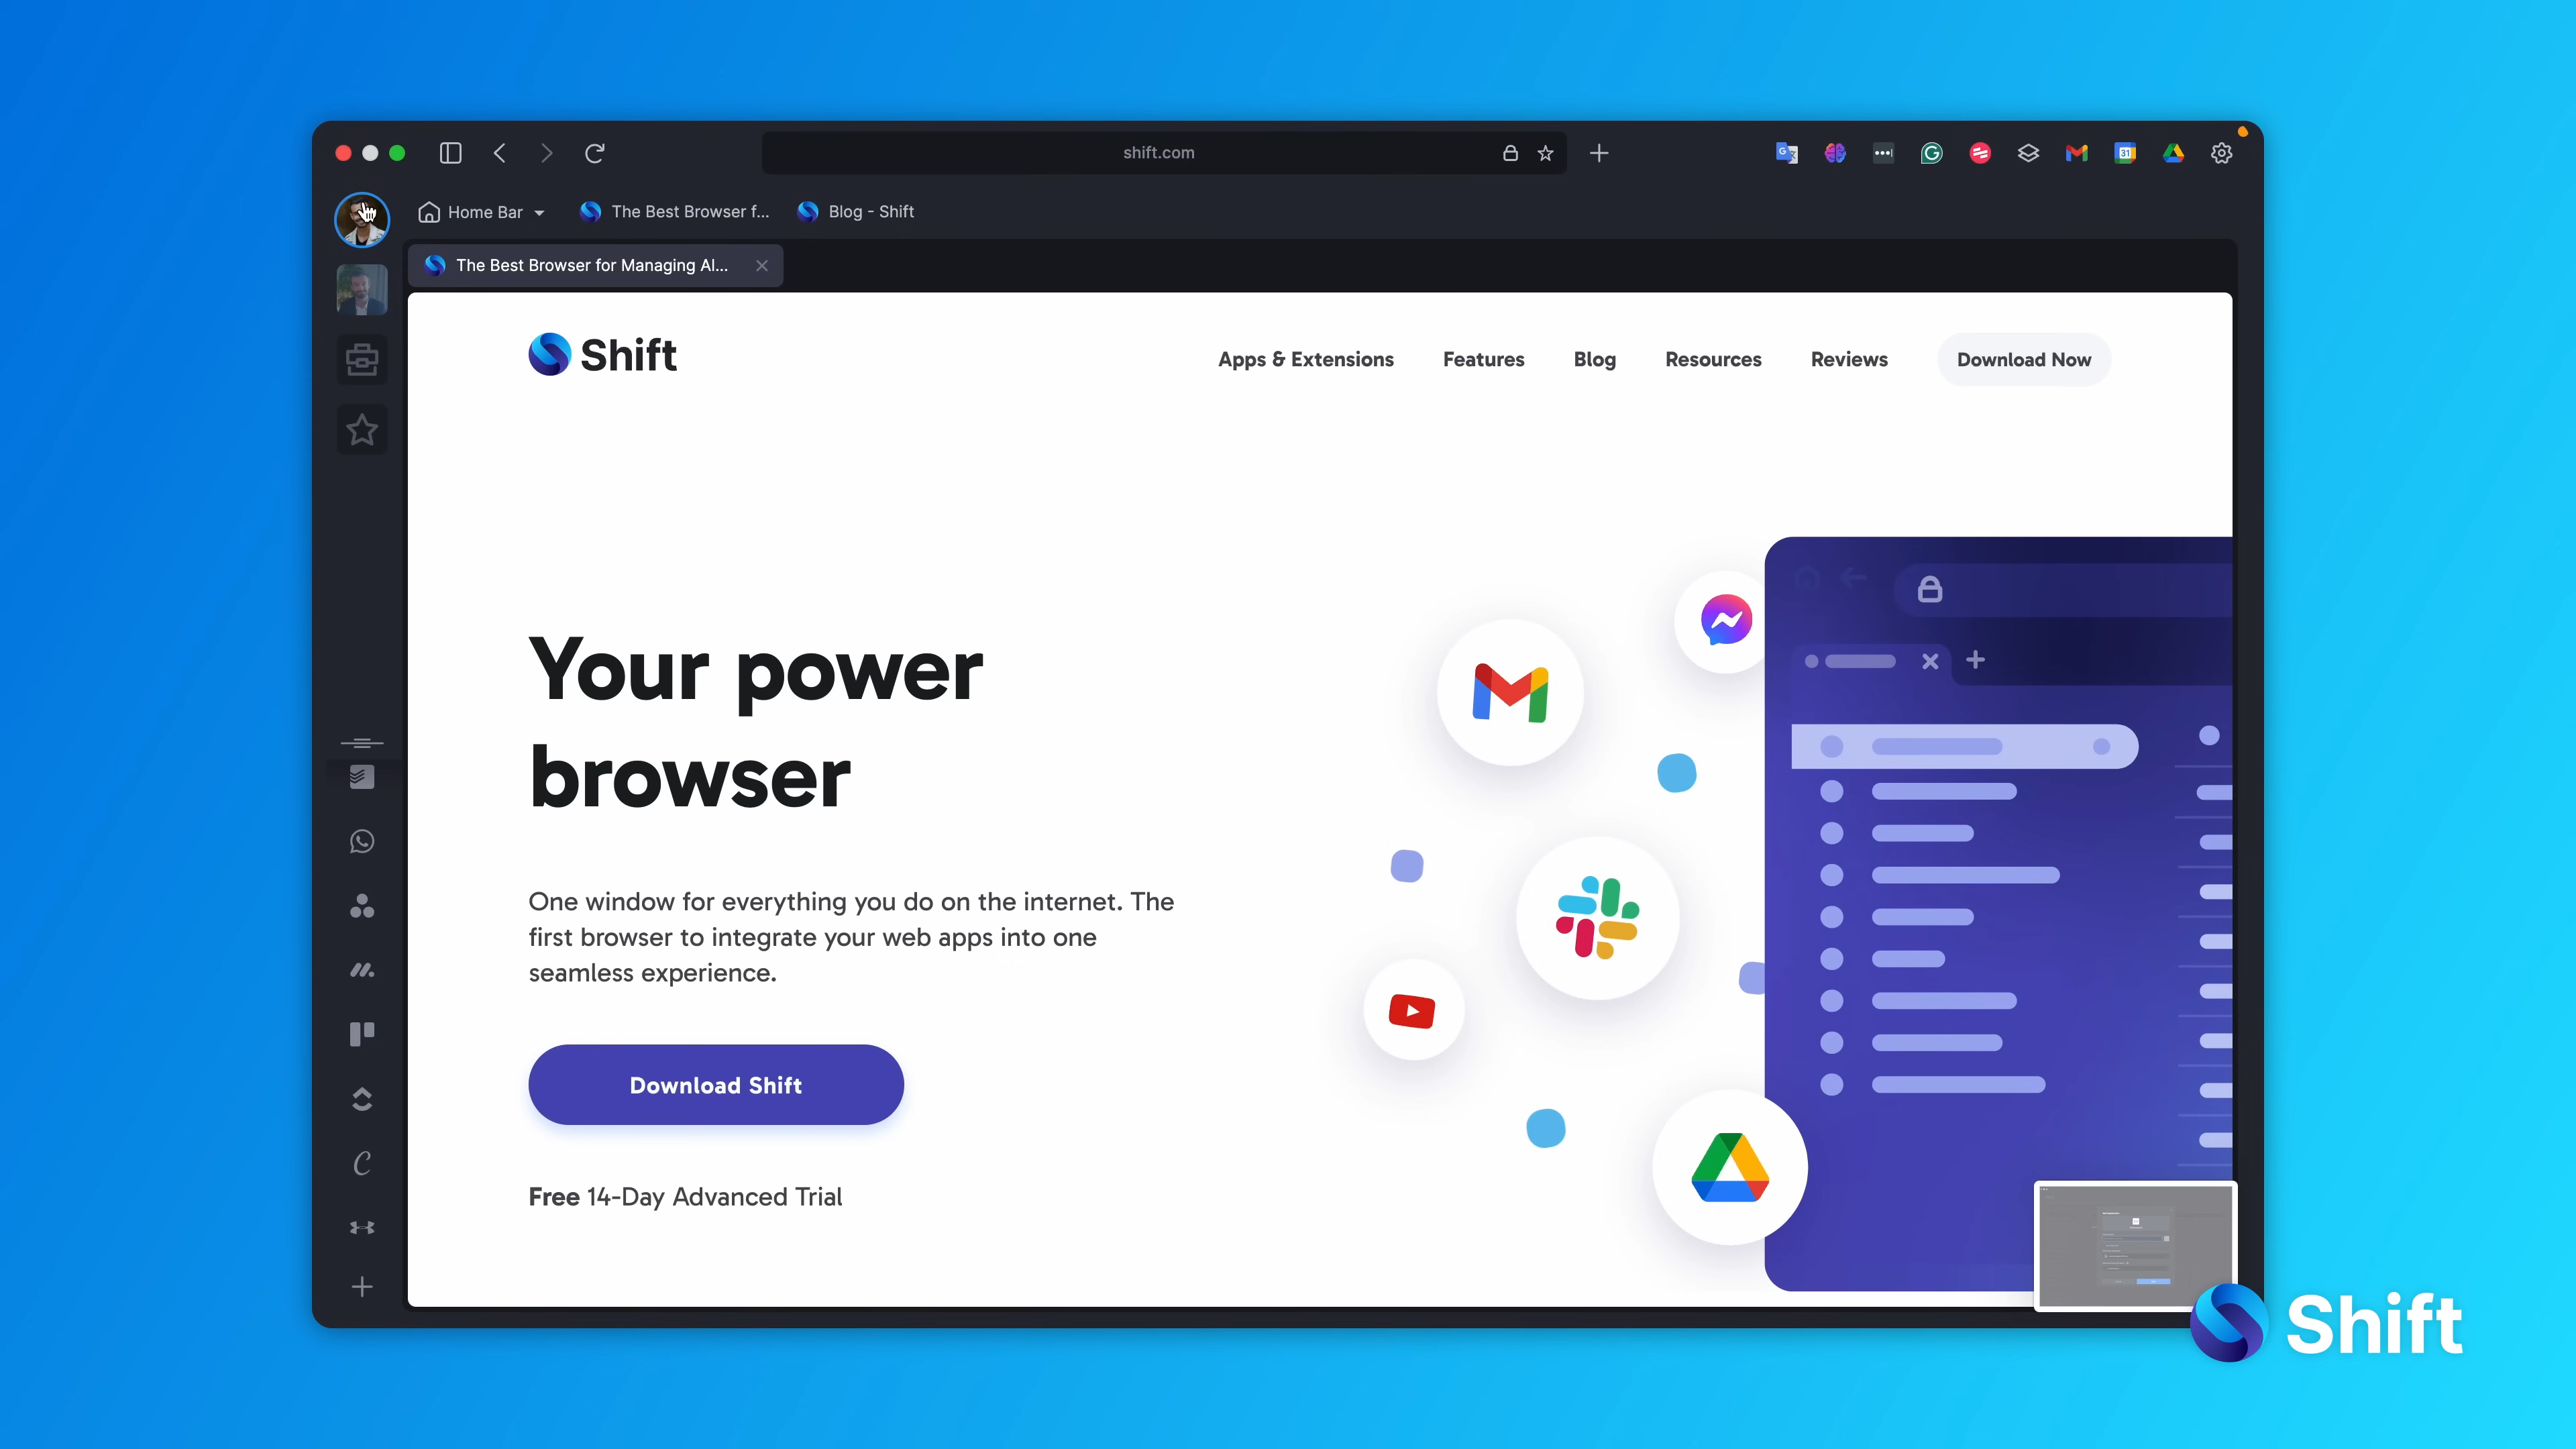 shift.com
Home Bar
The Best Browser f...
Blog - Shift
The Best Browser for Managing Al...
Shift
Apps & Extensions
Features
Blog
Resources
Reviews
Download Now
Your power
browser
One window for everything you do on the internet. The
first browser to integrate your web apps into one
seamless experience.
Download Shift
Free 14-Day Advanced Trial
31
Shift